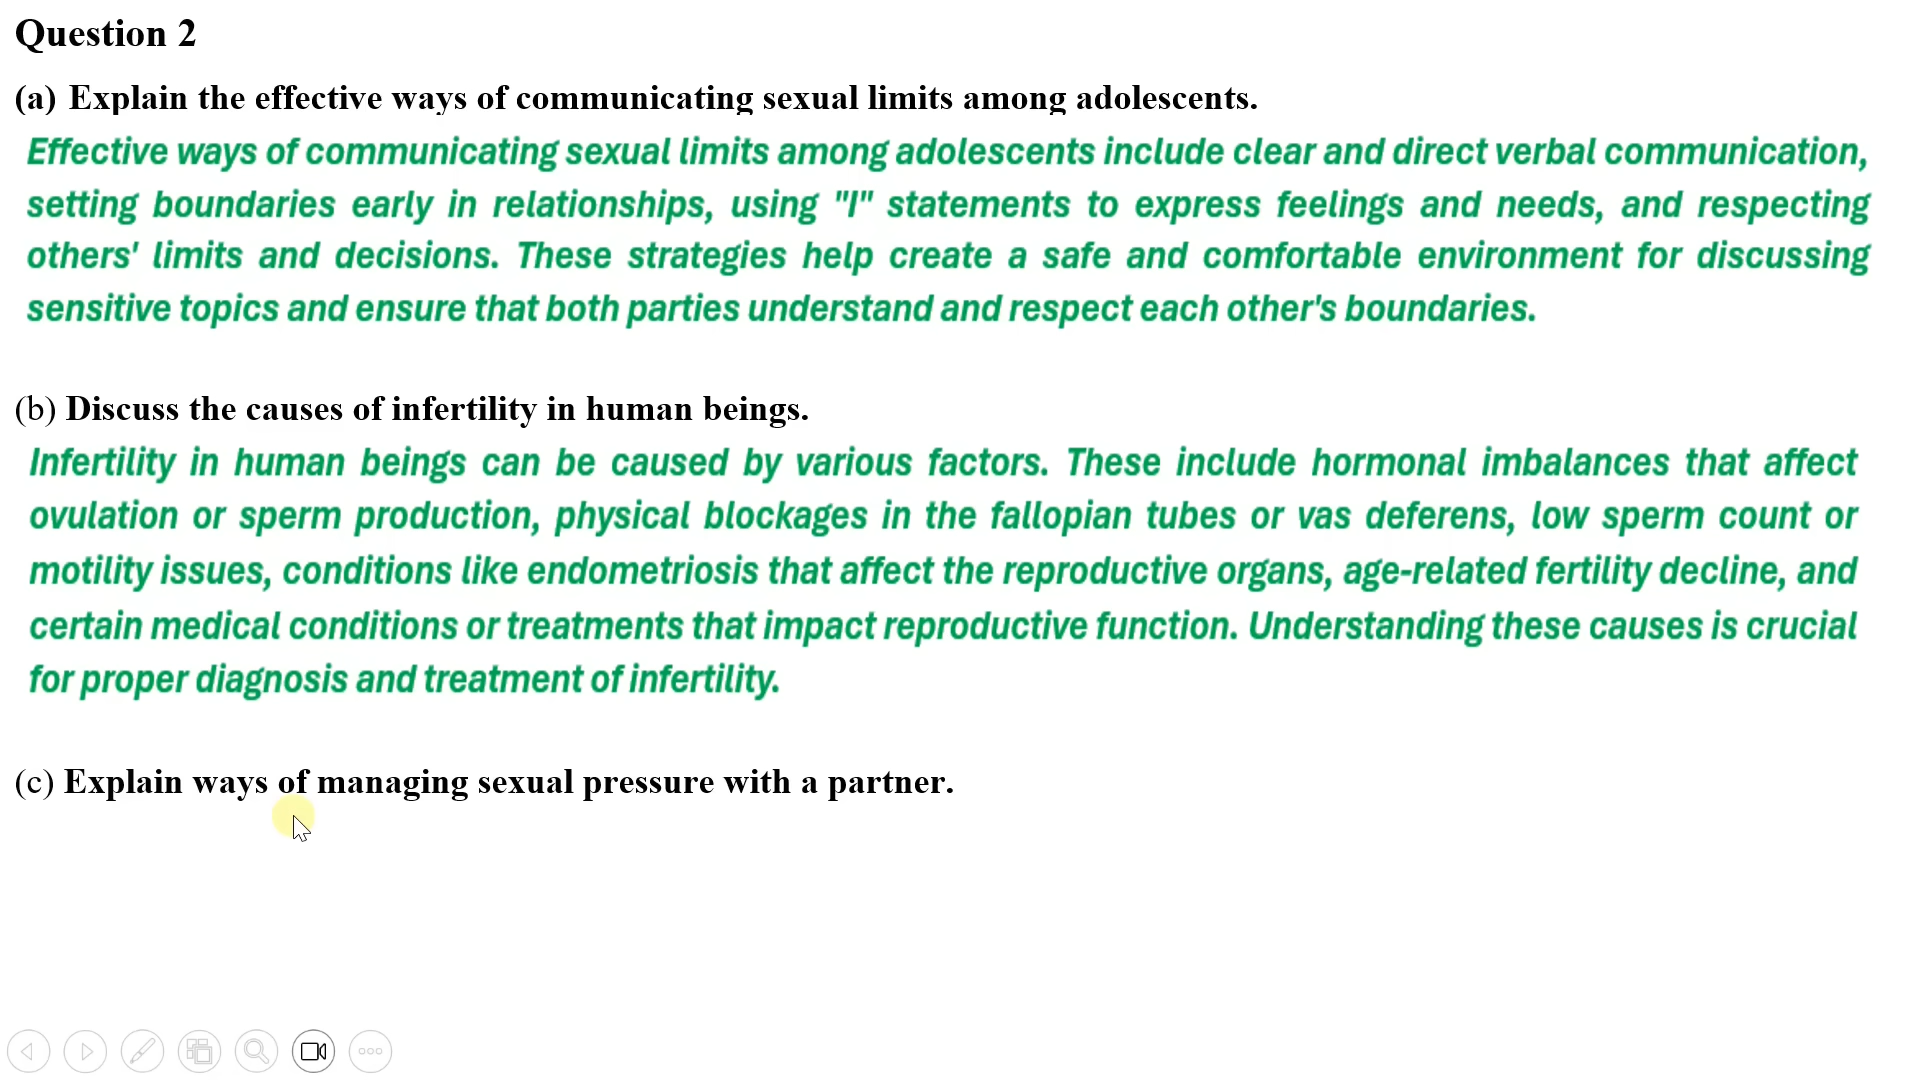 Question 2
(a) Explain the effective ways of communicating sexual limits among adolescents.
Effective ways of communicating sexual limits among adolescents include clear and direct verbal communication,
setting boundaries early in relationships, using "I" statements to express feelings and needs, and respecting
others' limits and decisions. These strategies help create a safe and comfortable environment for discussing
sensitive topics and ensure that both parties understand and respect each other's boundaries.
(b) Discuss the causes of infertility in human beings.
Infertility in human beings can be caused by various factors. These include hormonal imbalances that affect
ovulation or sperm production, physical blockages in the fallopian tubes or vas deferens, low sperm count or
motility issues, conditions like endometriosis that affect the reproductive organs, age-related fertility decline, and
certain medical conditions or treatments that impact reproductive function. Understanding these causes is crucial
for proper diagnosis and treatment of infertility.
(c) Explain ways of managing sexual pressure with a partner.